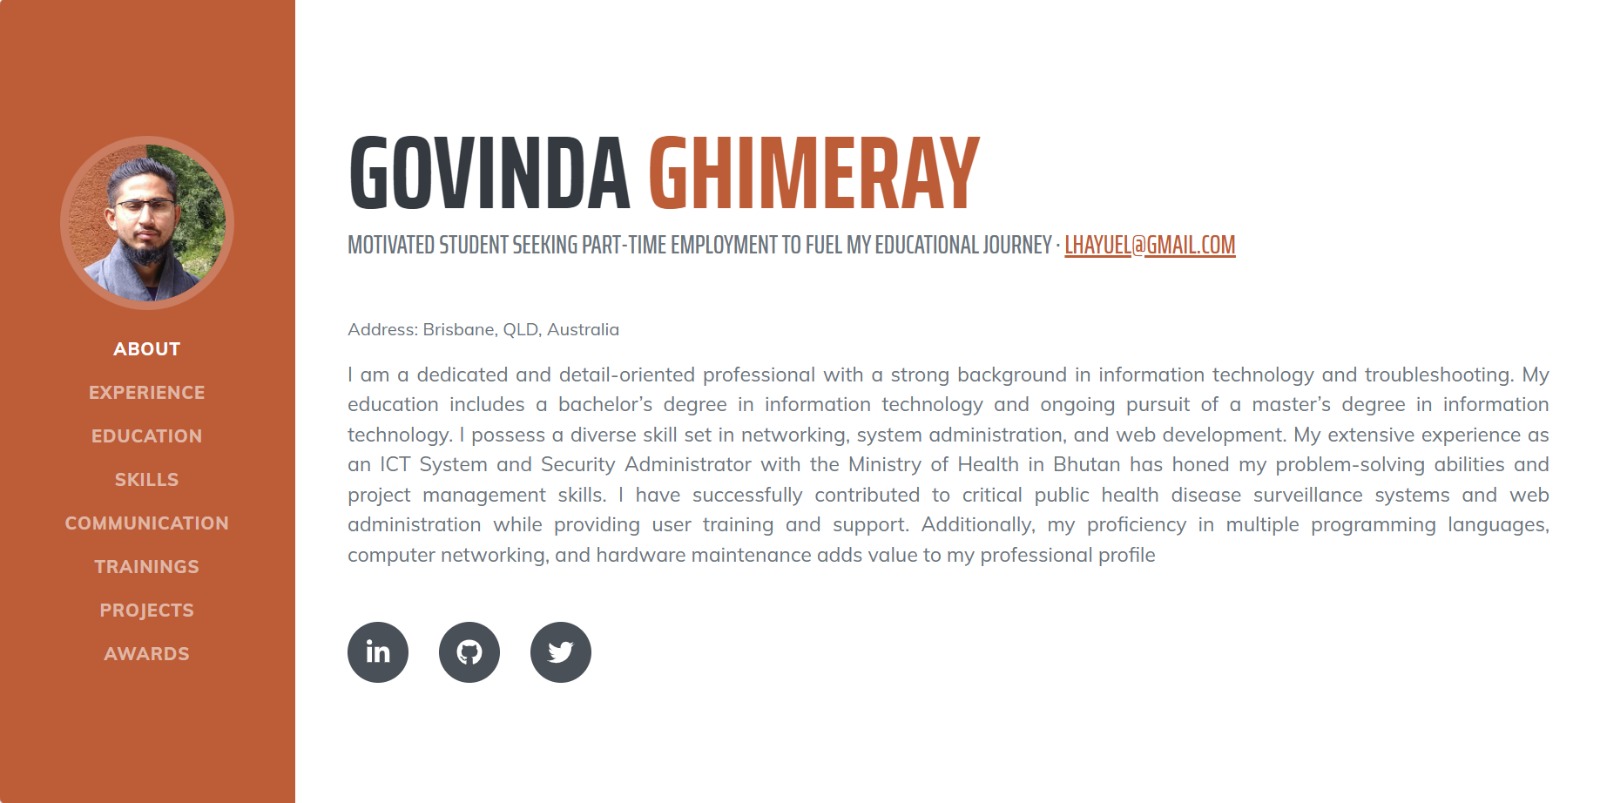 ABOUT
EXPERIENCE
EDUCATION
SKILLS
COMMUNICATION
TRAININGS
PROJECTS
AWARDS
GOVINDA GHIMERAY
MOTIVATED STUDENT SEEKING PART-TIME EMPLOYMENT TO FUEL MY EDUCATIONAL JOURNEY · LHAYUEL@GMAIL.COM
Address: Brisbane, QLD, Australia
I am a dedicated and detail-oriented professional with a strong background in information technology and troubleshooting. My
education includes a bachelor’s degree in information technology and ongoing pursuit of a master’s degree in information
technology. I possess a diverse skill set in networking, system administration, and web development. My extensive experience as
an ICT System and Security Administrator with the Ministry of Health in Bhutan has honed my problem-solving abilities and
project management skills. I have successfully contributed to critical public health disease surveillance systems and web
administration while providing user training and support. Additionally, my proficiency in multiple programming languages,
computer networking, and hardware maintenance adds value to my professional profile
in